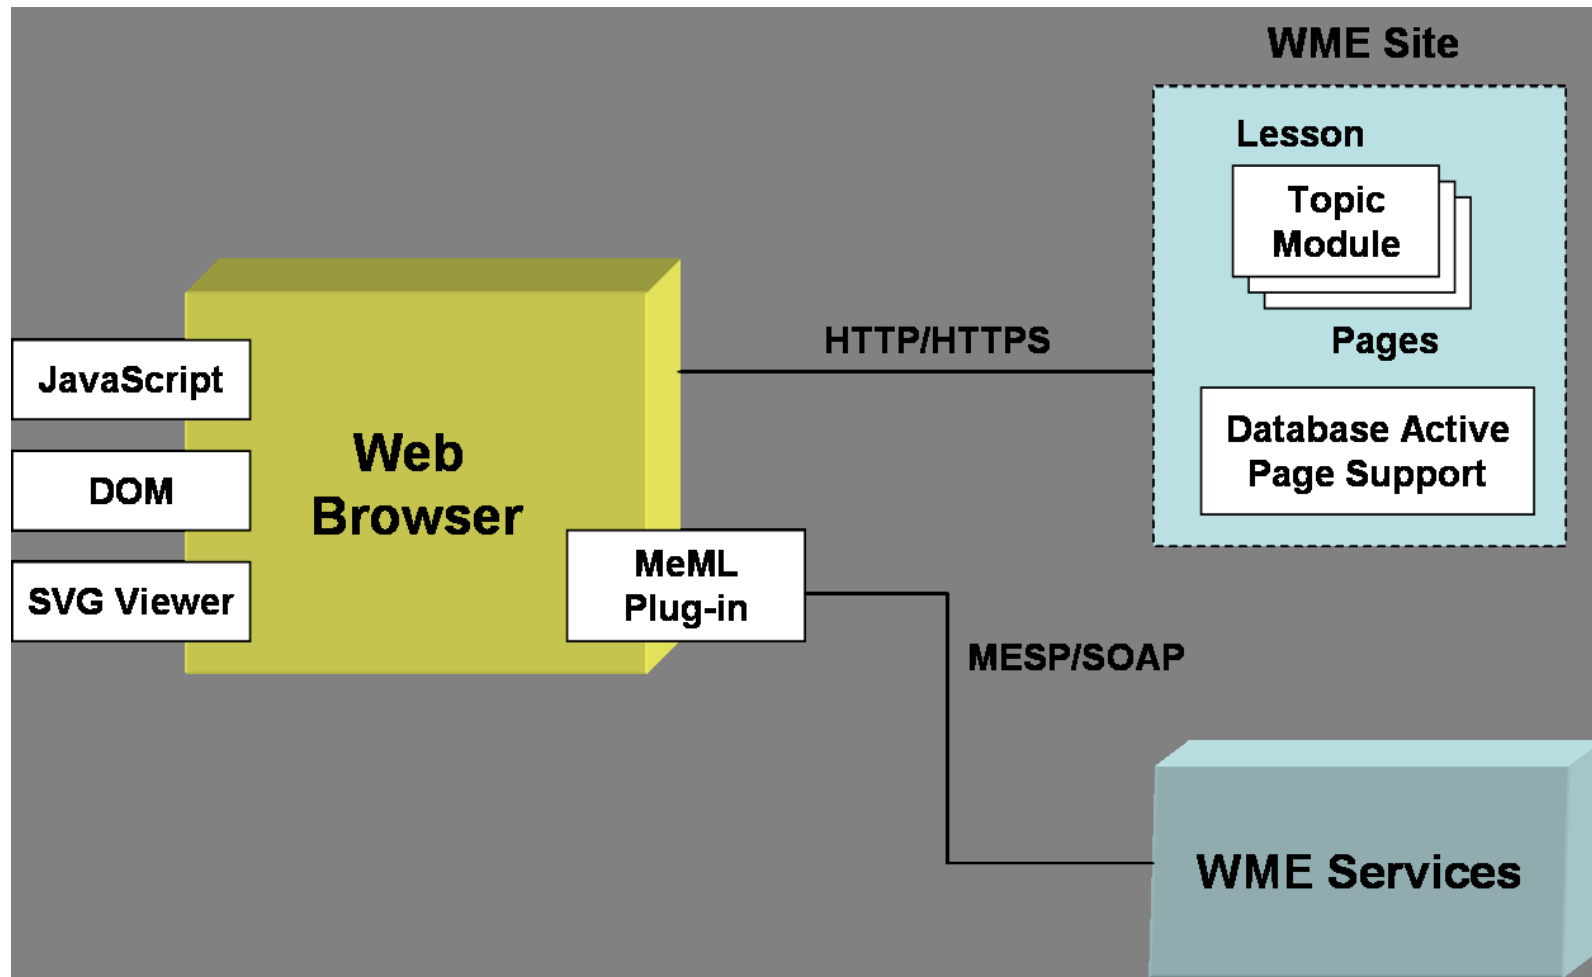 WME Site
Lesson
Topic
Module
Pages
Database Active
Page Support
HTTP/HTTPS
JavaScript
DOM
SVG Viewer
Web
Browser
MeML
Plug-in
MESP/SOAP
WME Services